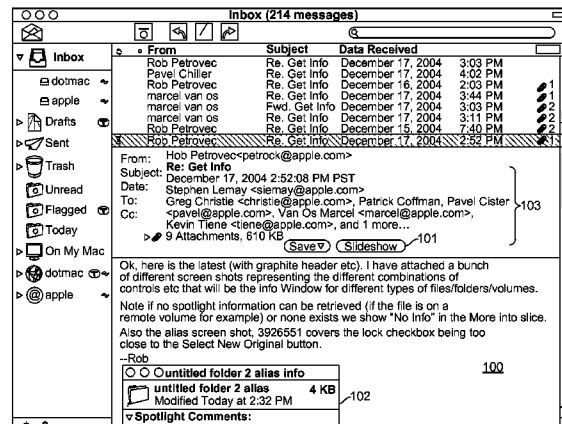 Inbox (214 messages)
Inbox
dotmac
apple
Drafts
Sent
Trash
Unread
Flagged
Today
On My Mac
dotmac
apple
From Subject Data Received
Rob Petrovec Re. Get Info December 17, 2004 3:03 PM
Pavel Chiller Re. Get Info December 17, 2004 4:02 PM
Rob Petrovec Re. Get Info December 16, 2004 2:03 PM 1
marcel van os Re. Get Info December 17, 2004 3:44 PM 1
marcel van os Fwd. Get Info December 17, 2004 3:03 PM 2
marcel van os Re. Get Info December 17, 2004 3:11 PM 2
Rob Petrovec Re. Get Info December 15, 2004 7:40 PM 2
Rob Petrovec Re. Get Info December 17, 2004 2:52 PM 1
From: Hob Petrovec<petrock@apple.com>
Subject: Re: Get Info
Date: December 17, 2004 2:52:08 PM PST
Stephen Lemay <siemay@apple.com>
To: Greg Christie <christie@apple.com>, Patrick Coffman, Pavel Cister
Cc: <pavel@apple.com>, Van Os Marcel <marcel@apple.com>,
Kevin Tiene <tiene@apple.com>, and 1 more...
9 Attachments, 610 KB Save Slideshow
101
103
Ok, here is the latest (with graphite header etc). I have attached a bunch
of different screen shots representing the different combinations of
controls etc that will be the info Window for different types of files/folders/volumes.
Note if no spotlight information can be retrieved (if the file is on a
remote volume for example) or none exists we show "No Info" in the More into slice.
Also the alias screen shot, 3926551 covers the lock checkbox being too
close to the Select New Original button.
--Rob
100
untitled folder 2 alias info
untitled folder 2 alias 4 KB
Modified Today at 2:32 PM
102
Spotlight Comments: